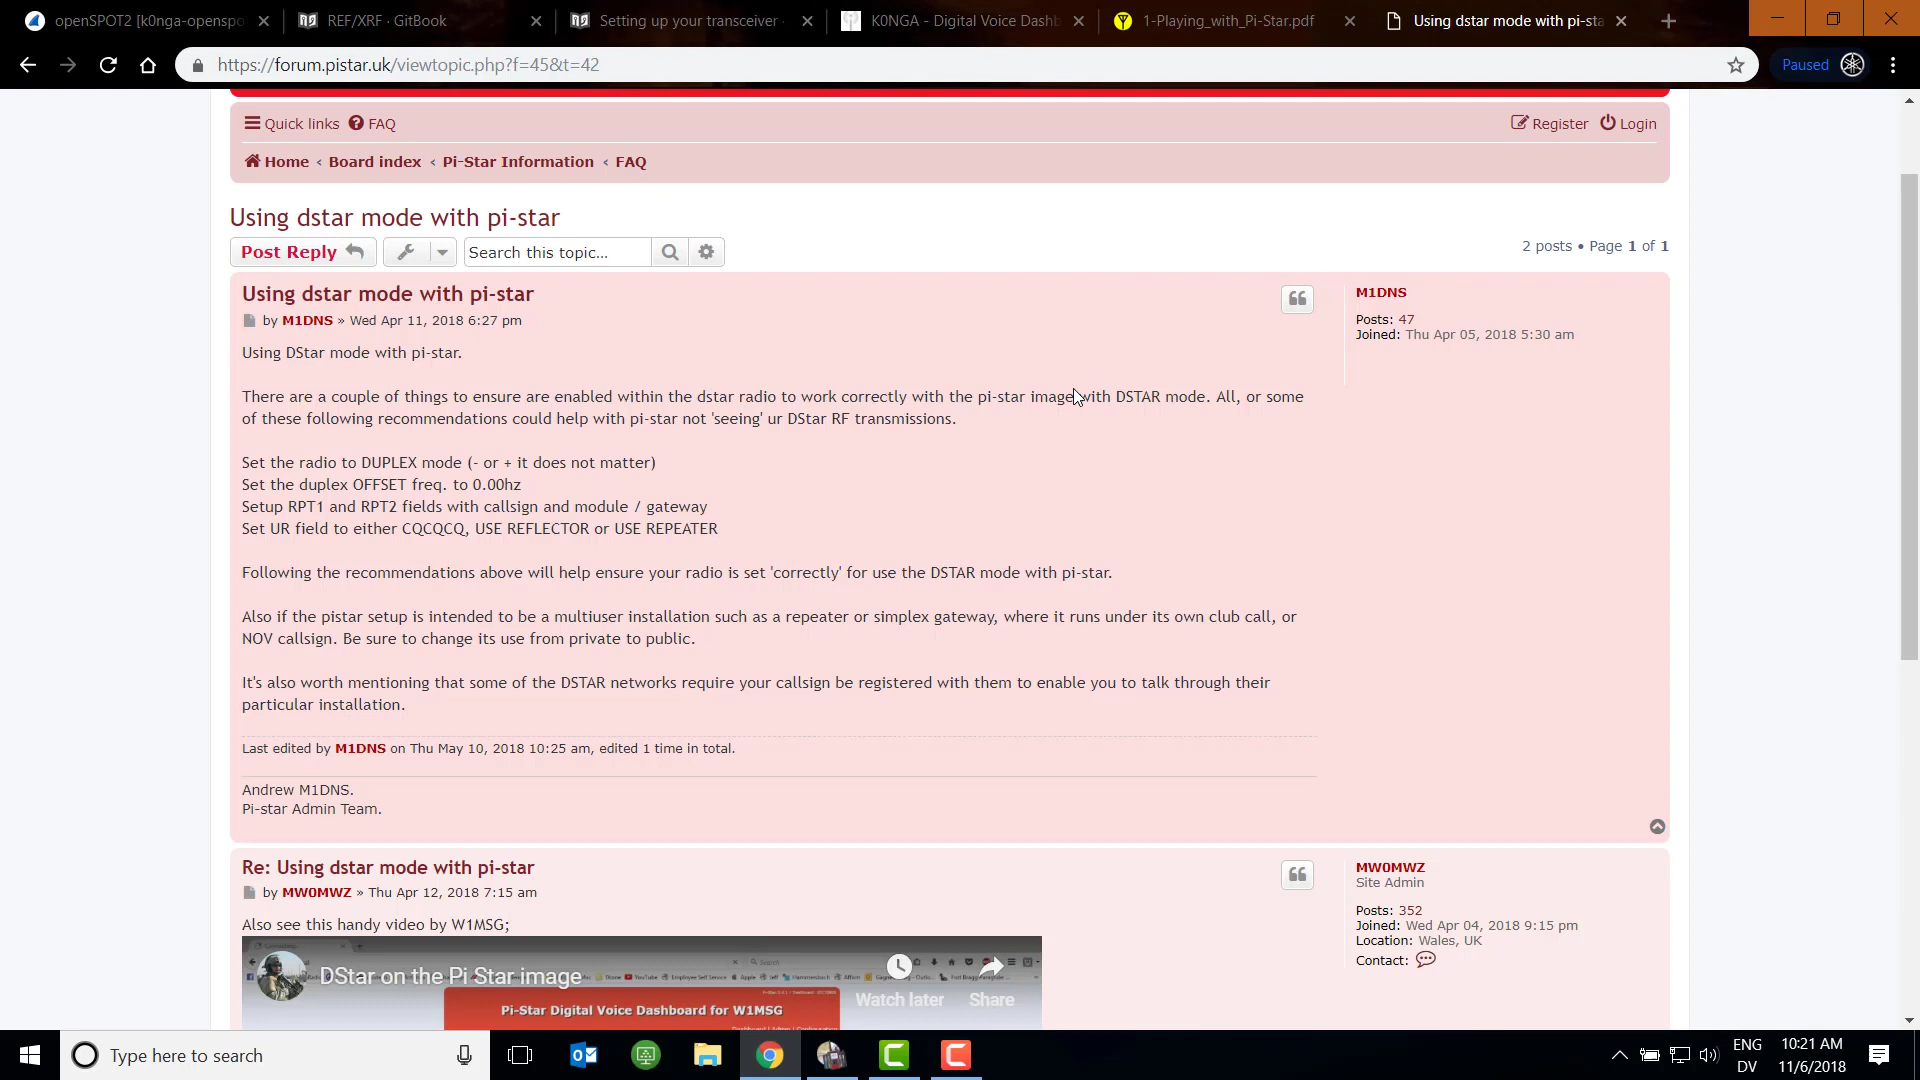 openSPOT2 [k0nga-openspo
REF/XRF · GitBook
Setting up your transceiver ·
K0NGA - Digital Voice Dashb
1-Playing_with_Pi-Star.pdf
Using dstar mode with pi-sta
https://forum.pistar.uk/viewtopic.php?f=45&t=42
Paused
Quick links
FAQ
Register
Login
Home ‹ Board index ‹ Pi-Star Information ‹ FAQ
Using dstar mode with pi-star
Post Reply
Search this topic...
2 posts • Page 1 of 1
Using dstar mode with pi-star
by M1DNS » Wed Apr 11, 2018 6:27 pm
M1DNS
Posts: 47
Joined: Thu Apr 05, 2018 5:30 am
Using DStar mode with pi-star.
There are a couple of things to ensure are enabled within the dstar radio to work correctly with the pi-star image with DSTAR mode. All, or some
of these following recommendations could help with pi-star not 'seeing' ur DStar RF transmissions.
Set the radio to DUPLEX mode (- or + it does not matter)
Set the duplex OFFSET freq. to 0.00hz
Setup RPT1 and RPT2 fields with callsign and module / gateway
Set UR field to either CQCQCQ, USE REFLECTOR or USE REPEATER
Following the recommendations above will help ensure your radio is set 'correctly' for use the DSTAR mode with pi-star.
Also if the pistar setup is intended to be a multiuser installation such as a repeater or simplex gateway, where it runs under its own club call, or
NOV callsign. Be sure to change its use from private to public.
It's also worth mentioning that some of the DSTAR networks require your callsign be registered with them to enable you to talk through their
particular installation.
Last edited by M1DNS on Thu May 10, 2018 10:25 am, edited 1 time in total.
Andrew M1DNS.
Pi-star Admin Team.
Re: Using dstar mode with pi-star
by MW0MWZ » Thu Apr 12, 2018 7:15 am
MW0MWZ
Site Admin
Posts: 352
Joined: Wed Apr 04, 2018 9:15 pm
Location: Wales, UK
Contact:
Also see this handy video by W1MSG;
DStar on the Pi Star image
Watch later
Share
Pi-Star Digital Voice Dashboard for W1MSG
Type here to search
ENG
DV
10:21 AM
11/6/2018